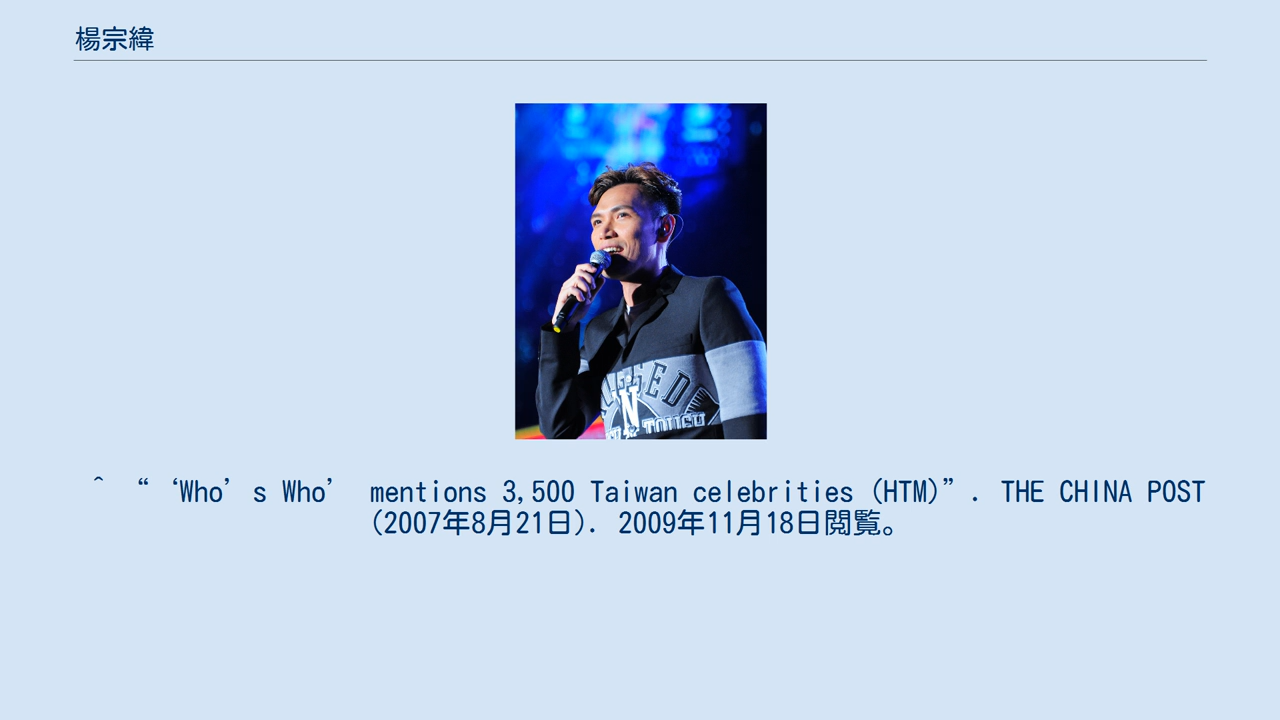 楊宗緯
N
^ “‘Who’s Who’ mentions 3,500 Taiwan celebrities (HTM)”. THE CHINA POST
(2007年8月21日). 2009年11月18日閲覧。